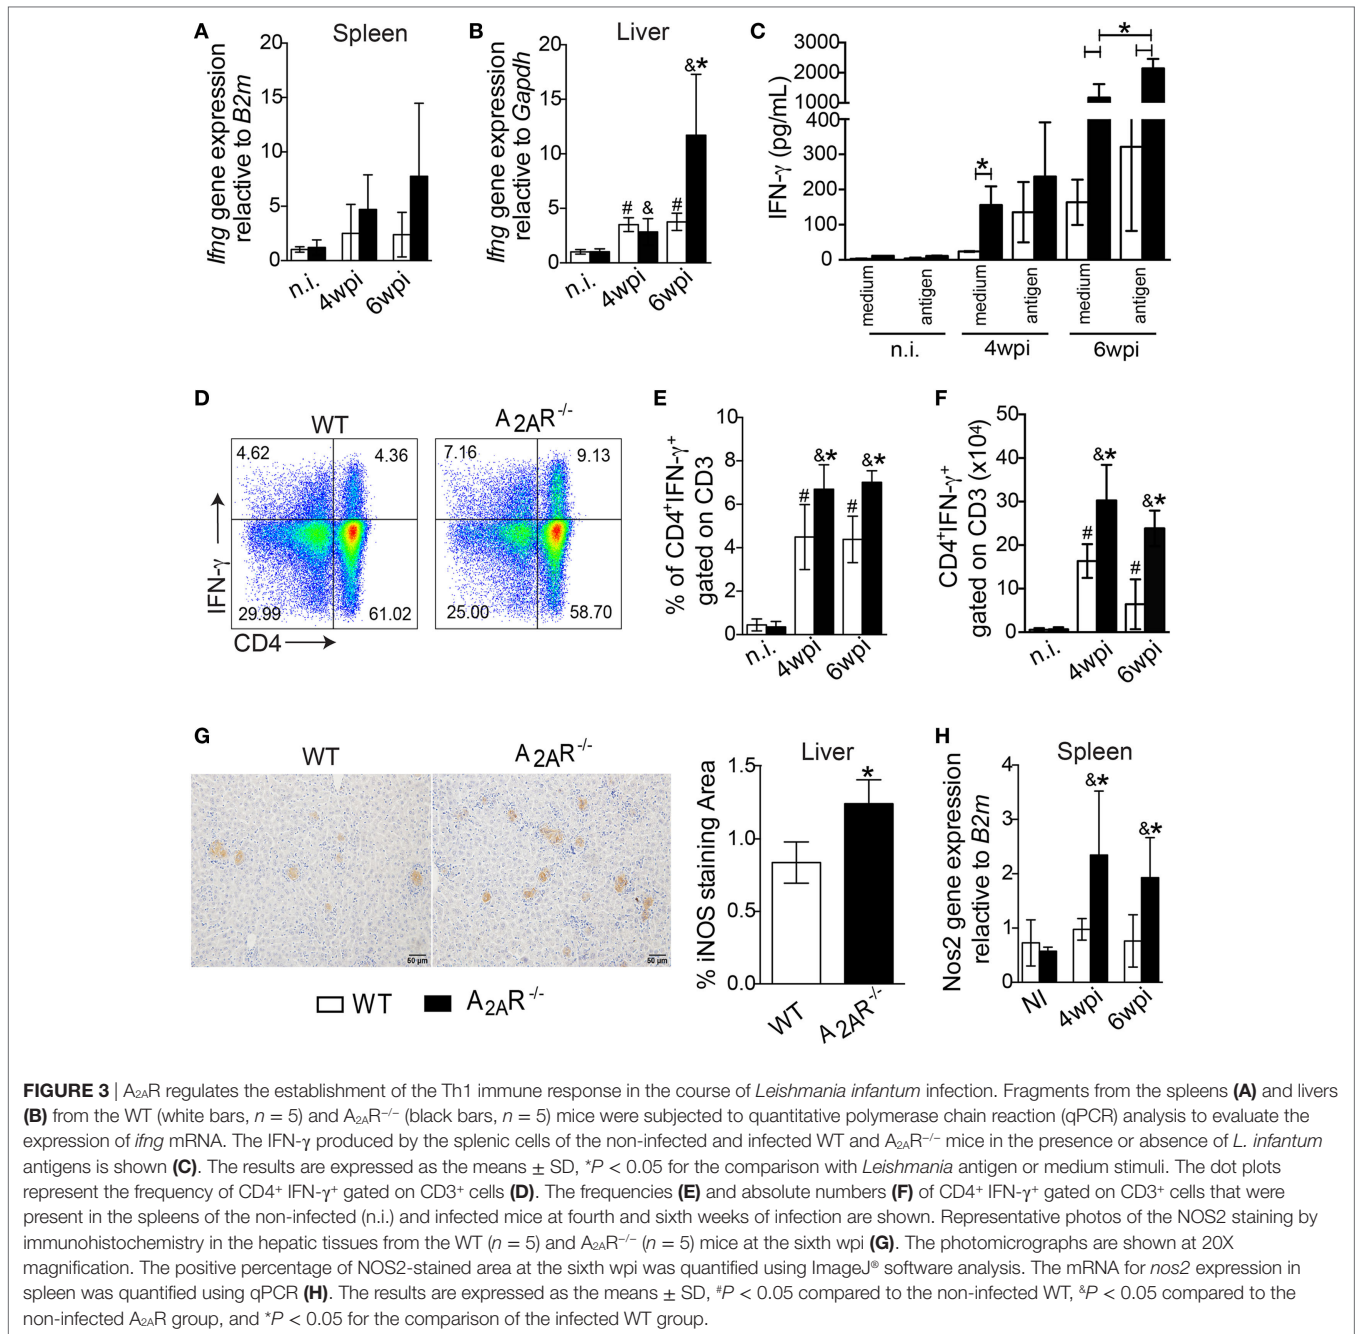 A
Spleen
Ifng gene expression
relactive to B2m
20
15
10
5
0
n.i.
4wpi
6wpi
B
Liver
Ifng gene expression
relactive to Gapdh
20
15
10
5
0
#
&
#
&*
n.i.
4wpi
6wpi
C
IFN-γ (pg/mL)
3000
2000
1000
400
300
200
100
0
*
*
medium
antigen
medium
antigen
medium
antigen
n.i.
4wpi
6wpi
D
WT
A2AR-/-
4.62
4.36
29.99
61.02
7.16
9.13
25.00
58.70
IFN-γ
CD4
E
% of CD4+IFN-γ+
gated on CD3
10
8
6
4
2
0
#
&*
#
&*
n.i.
4wpi
6wpi
F
CD4+IFN-γ+
gated on CD3 (x10⁴)
50
40
30
20
10
0
#
&*
#
&*
n.i.
4wpi
6wpi
G
WT
A2AR-/-
50 µm
50 µm
Liver
% iNOS staining Area
1.5
1.0
0.5
0.0
*
WT
A2AR-/-
H
Spleen
Nos2 gene expression
relactive to B2m
4
3
2
1
0
&*
&*
NI
4wpi
6wpi
WT
A2AR-/-
FIGURE 3 | A2AR regulates the establishment of the Th1 immune response in the course of Leishmania infantum infection. Fragments from the spleens (A) and livers
(B) from the WT (white bars, n = 5) and A2AR−/− (black bars, n = 5) mice were subjected to quantitative polymerase chain reaction (qPCR) analysis to evaluate the
expression of ifng mRNA. The IFN-γ produced by the splenic cells of the non-infected and infected WT and A2AR−/− mice in the presence or absence of L. infantum
antigens is shown (C). The results are expressed as the means ± SD, *P < 0.05 for the comparison with Leishmania antigen or medium stimuli. The dot plots
represent the frequency of CD4+ IFN-γ+ gated on CD3+ cells (D). The frequencies (E) and absolute numbers (F) of CD4+ IFN-γ+ gated on CD3+ cells that were
present in the spleens of the non-infected (n.i.) and infected mice at fourth and sixth weeks of infection are shown. Representative photos of the NOS2 staining by
immunohistochemistry in the hepatic tissues from the WT (n = 5) and A2AR−/− (n = 5) mice at the sixth wpi (G). The photomicrographs are shown at 20X
magnification. The positive percentage of NOS2-stained area at the sixth wpi was quantified using ImageJ® software analysis. The mRNA for nos2 expression in
spleen was quantified using qPCR (H). The results are expressed as the means ± SD, #P < 0.05 compared to the non-infected WT, &P < 0.05 compared to the
non-infected A2AR group, and *P < 0.05 for the comparison of the infected WT group.